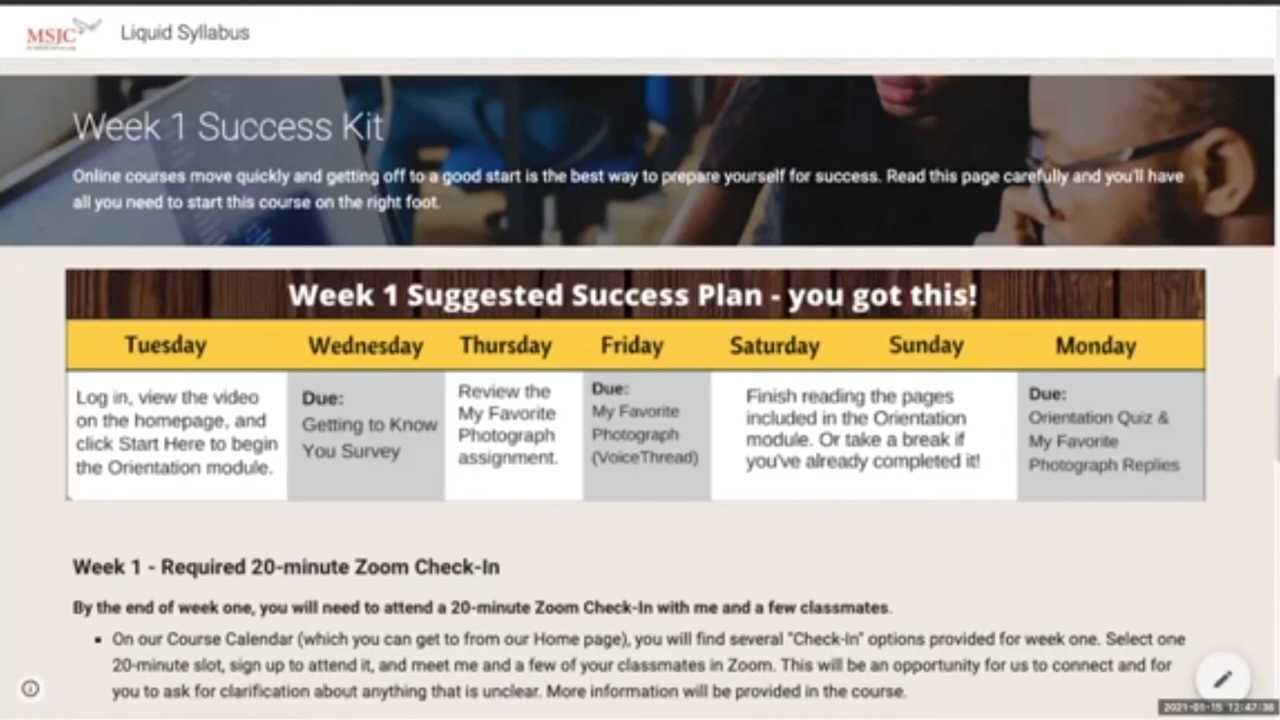 MSJC
Liquid Syllabus
Week 1 Success Kit
Online courses move quickly and getting off to a good start is the best way to prepare yourself for success. Read this page carefully and you'll have
all you need to start this course on the right foot.
Week 1 Suggested Success Plan - you got this!
Tuesday Wednesday Thursday Friday Saturday Sunday Monday
Log in, view the video
on the homepage, and
click Start Here to begin
the Orientation module.
Due:
Getting to Know
You Survey
Review the
My Favorite
Photograph
assignment.
Due:
My Favorite
Photograph
(VoiceThread)
Finish reading the pages
included in the Orientation
module. Or take a break if
you've already completed it!
Due:
Orientation Quiz &
My Favorite
Photograph Replies
Week 1 - Required 20-minute Zoom Check-In
By the end of week one, you will need to attend a 20-minute Zoom Check-In with me and a few classmates.
▪ On our Course Calendar (which you can get to from our Home page), you will find several "Check-In" options provided for week one. Select one
20-minute slot, sign up to attend it, and meet me and a few of your classmates in Zoom. This will be an opportunity for us to connect and for
you to ask for clarification about anything that is unclear. More information will be provided in the course.
2021-01-15 12:47:38